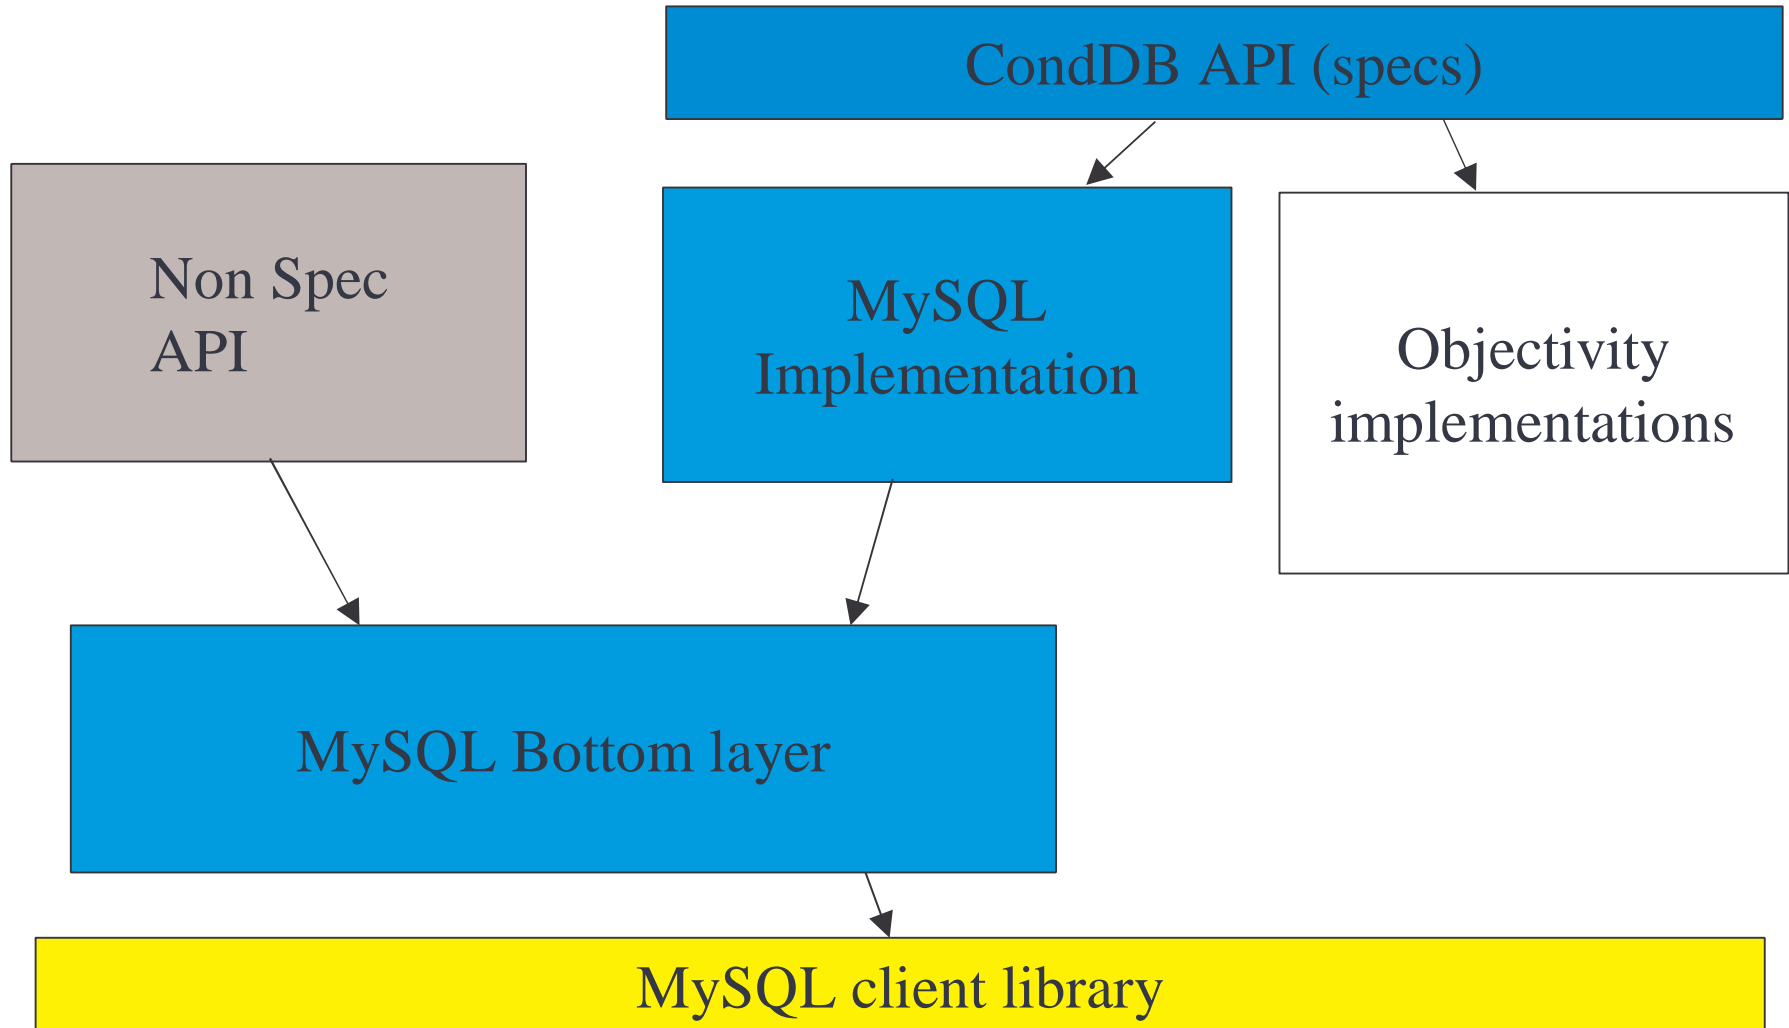 CondDB API (specs)
Non Spec
API
MySQL
Implementation
Objectivity
implementations
MySQL Bottom layer
MySQL client library